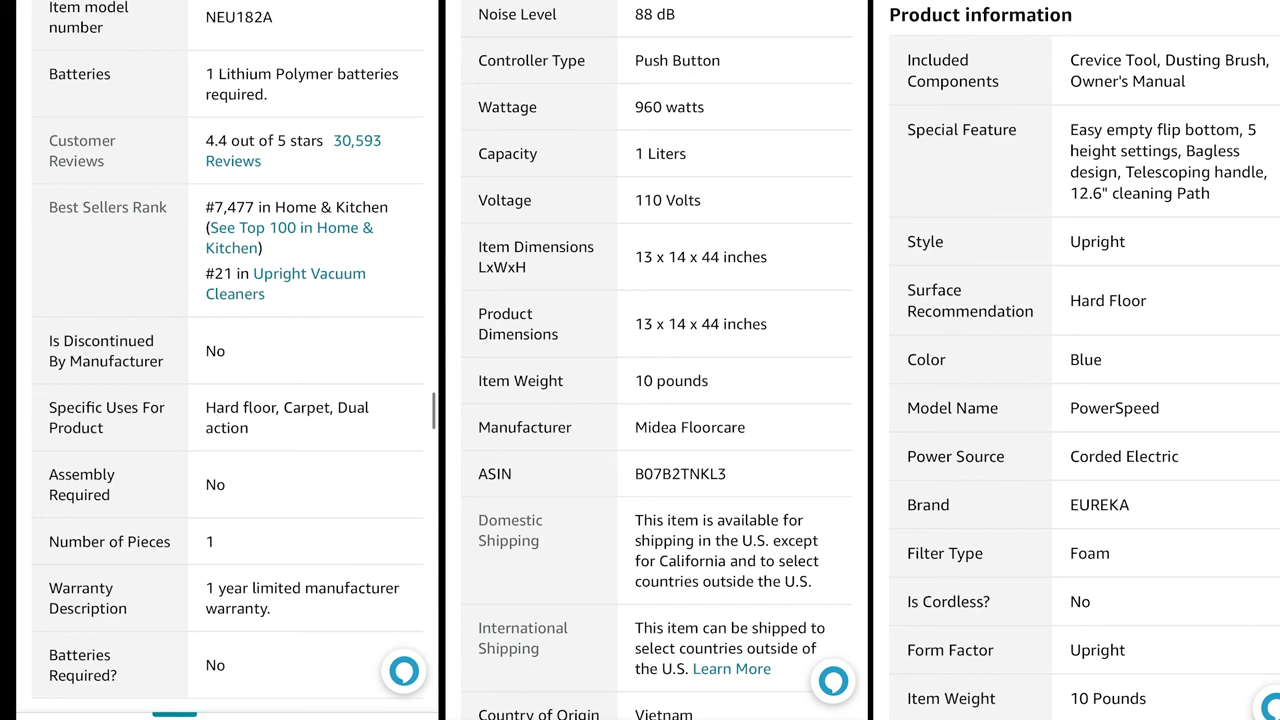 Item model
number
NEU182A
Batteries
1 Lithium Polymer batteries
required.
Customer
Reviews
4.4 out of 5 stars 30,593
Reviews
Best Sellers Rank
#7,477 in Home & Kitchen
(See Top 100 in Home &
Kitchen)
#21 in Upright Vacuum
Cleaners
Is Discontinued
By Manufacturer
No
Specific Uses For
Product
Hard floor, Carpet, Dual
action
Assembly
Required
No
Number of Pieces
1
Warranty
Description
1 year limited manufacturer
warranty.
Batteries
Required?
No
Noise Level
88 dB
Controller Type
Push Button
Wattage
960 watts
Capacity
1 Liters
Voltage
110 Volts
Item Dimensions
LxWxH
13 x 14 x 44 inches
Product
Dimensions
13 x 14 x 44 inches
Item Weight
10 pounds
Manufacturer
Midea Floorcare
ASIN
B07B2TNKL3
Domestic
Shipping
This item is available for
shipping in the U.S. except
for California and to select
countries outside the U.S.
International
Shipping
This item can be shipped to
select countries outside of
the U.S. Learn More
Country of Origin
Vietnam
Product information
Included
Components
Crevice Tool, Dusting Brush,
Owner's Manual
Special Feature
Easy empty flip bottom, 5
height settings, Bagless
design, Telescoping handle,
12.6" cleaning Path
Style
Upright
Surface
Recommendation
Hard Floor
Color
Blue
Model Name
PowerSpeed
Power Source
Corded Electric
Brand
EUREKA
Filter Type
Foam
Is Cordless?
No
Form Factor
Upright
Item Weight
10 Pounds